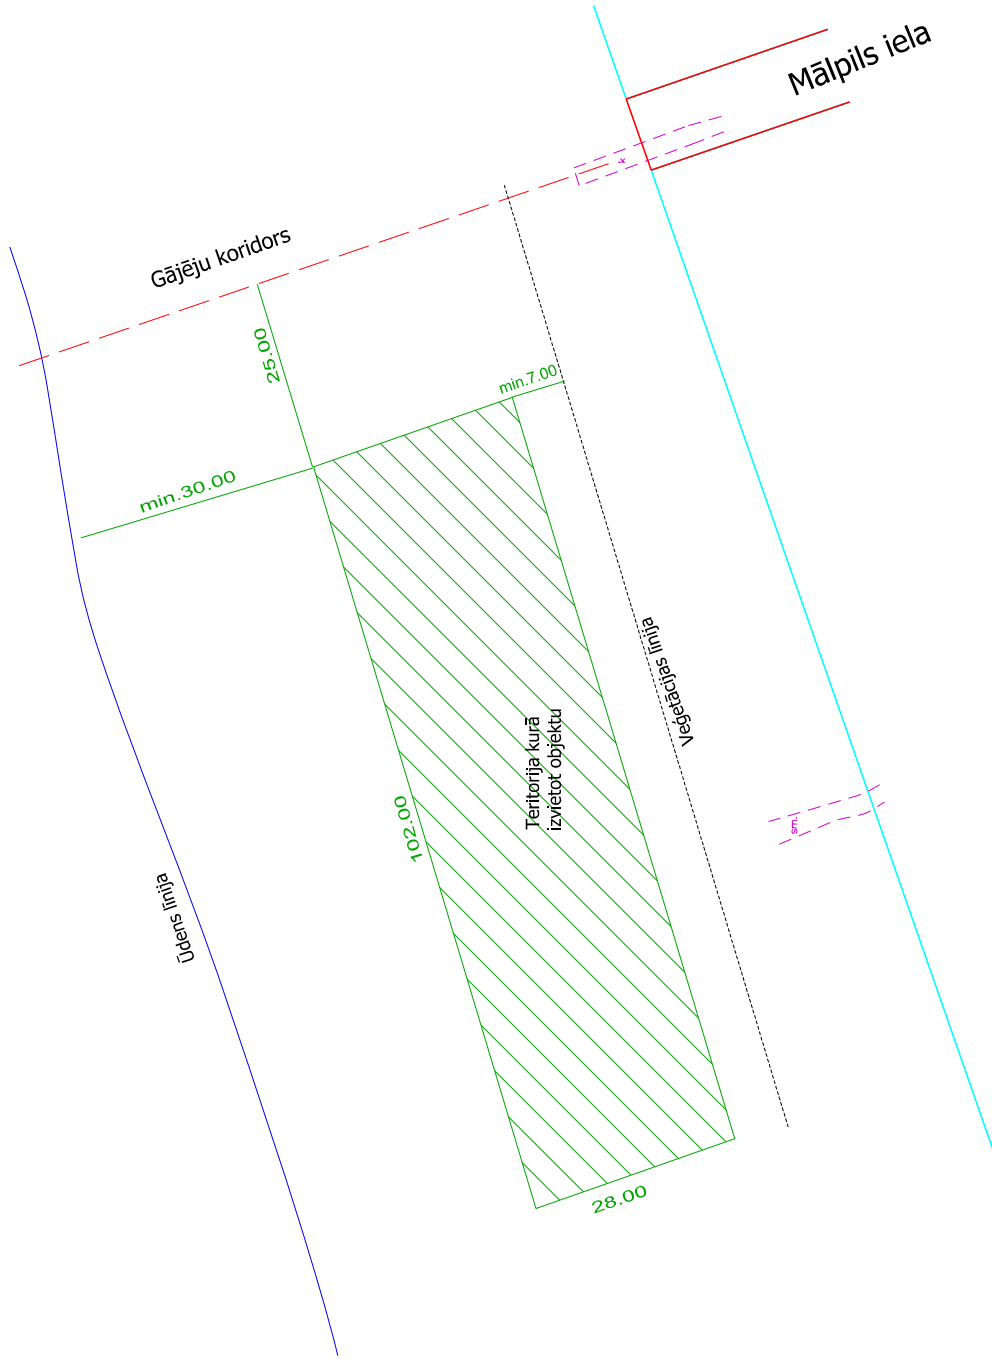 Mālpils iela
k
Gājēju koridors
25.00
min.7.00
min.30.00
Veģetācijas līnija
Teritorija kurā
izvietot objektu
102.00
sm.
Ūdens līnija
28.00